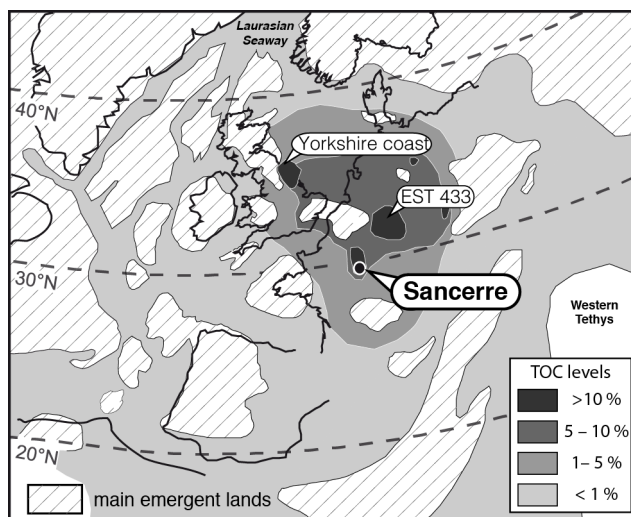 Laurasian
Seaway
40°N
Yorkshire coast
EST 433
30°N
Sancerre
Western
Tethys
TOC levels
>10 %
5 – 10 %
1– 5 %
< 1 %
20°N
main emergent lands